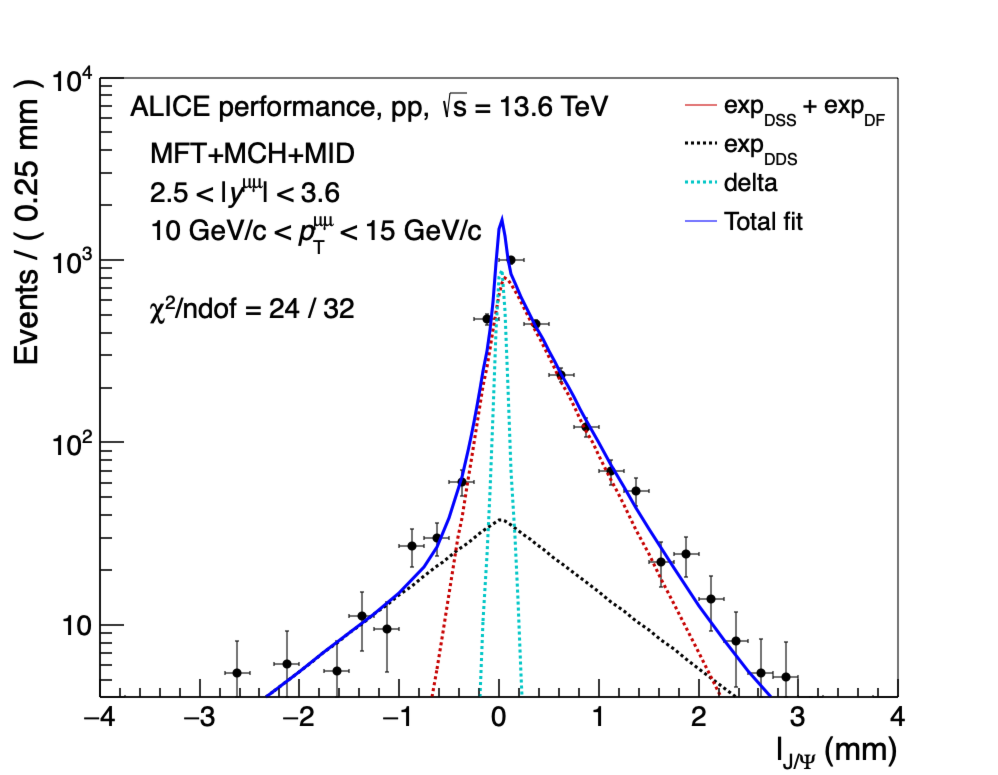 ALICE performance, pp, √s = 13.6 TeV
MFT+MCH+MID
2.5 < |y^μμ| < 3.6
10 GeV/c < p_T^μμ < 15 GeV/c
χ²/ndof = 24 / 32
exp_DSS + exp_DF
exp_DDS
delta
Total fit
Events / ( 0.25 mm )
10⁴
10³
10²
10
−4 −3 −2 −1 0 1 2 3 4
l_J/Ψ (mm)